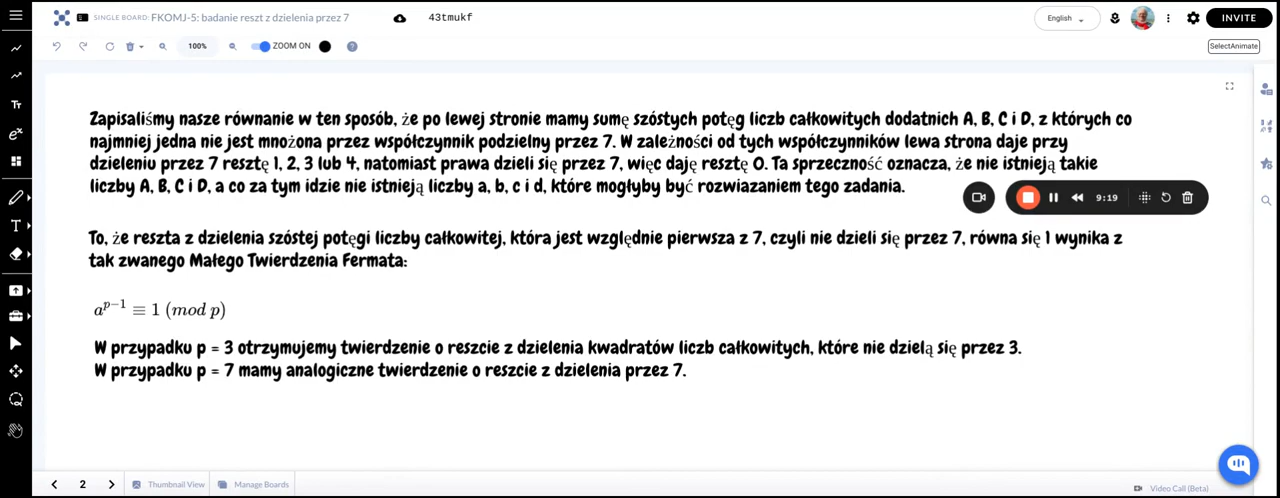 SINGLE BOARD: FKOMJ-5: badanie reszt z dzielenia przez 7
43tmukf
English
INVITE
100%
ZOOM ON
SelectAnimate
Zapisaliśmy nasze równanie w ten sposób, że po lewej stronie mamy sumę szóstych potęg liczb całkowitych dodatnich A, B, C i D, z których co
najmniej jedna nie jest mnożona przez współczynnik podzielny przez 7. W zależności od tych współczynników lewa strona daje przy
dzieleniu przez 7 resztę 1, 2, 3 lub 4, natomiast prawa dzieli się przez 7, więc daję resztę 0. Ta sprzeczność oznacza, że nie istnieją takie
liczby A, B, C i D, a co za tym idzie nie istnieją liczby a, b, c i d, które mogłyby być rozwiazaniem tego zadania.
9:19
To, że reszta z dzielenia szóstej potęgi liczby całkowitej, która jest względnie pierwsza z 7, czyli nie dzieli się przez 7, równa się 1 wynika z
tak zwanego Małego Twierdzenia Fermata:
a^{p-1} ≡ 1 (mod p)
W przypadku p = 3 otrzymujemy twierdzenie o reszcie z dzielenia kwadratów liczb całkowitych, które nie dzielą się przez 3.
W przypadku p = 7 mamy analogiczne twierdzenie o reszcie z dzielenia przez 7.
2
Thumbnail View
Manage Boards
Video Call (Beta)